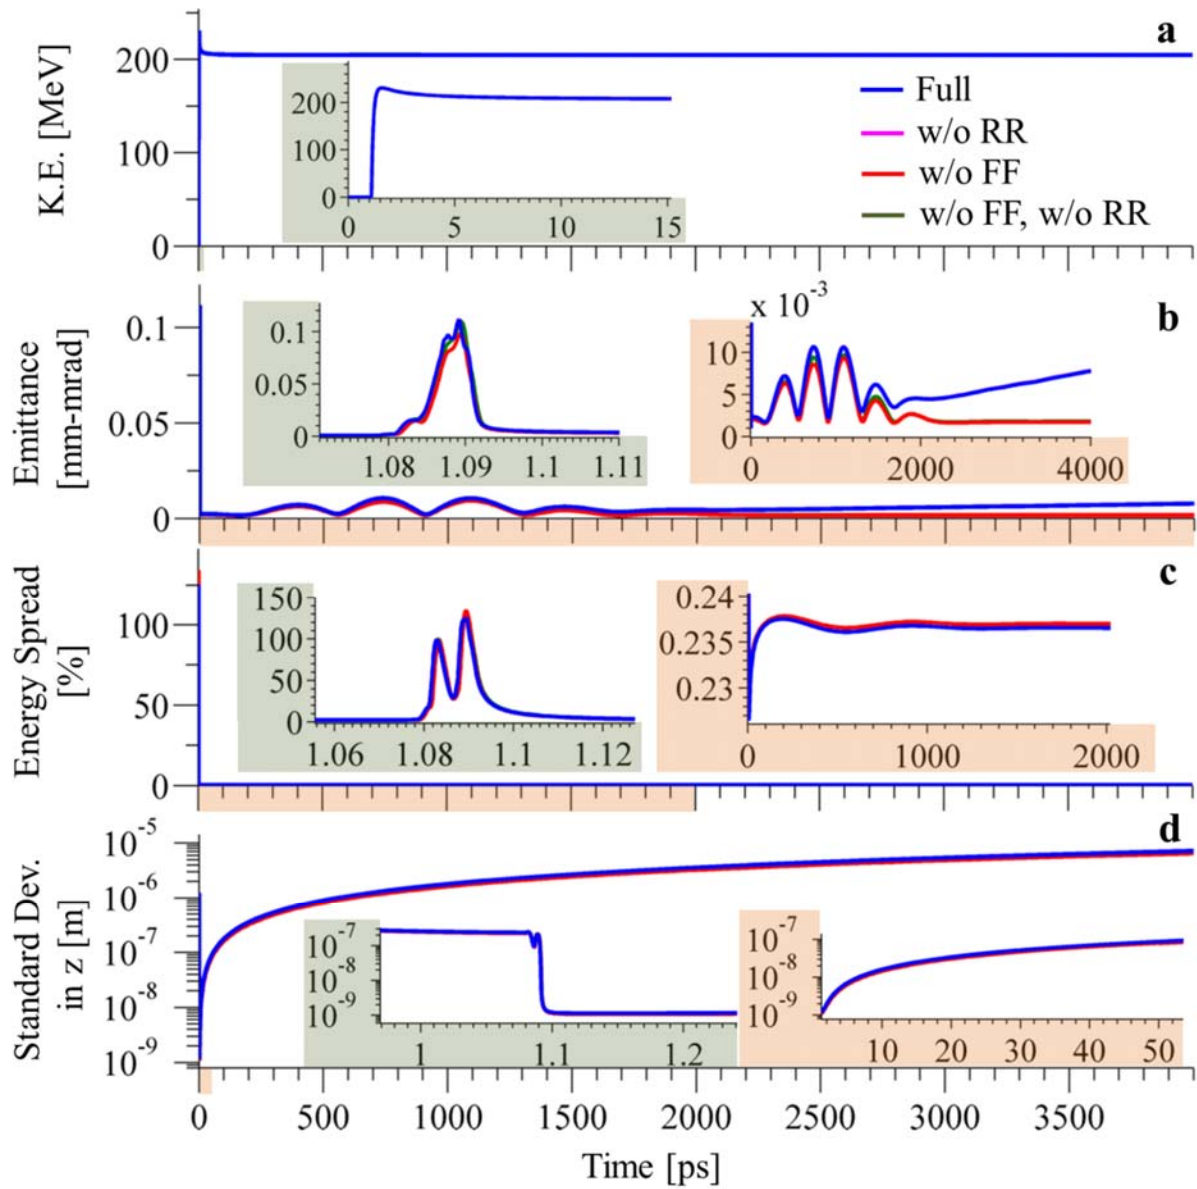 a
K.E. [MeV]
200
100
0
200
100
0
0 5 10 15
Full
w/o RR
w/o FF
w/o FF, w/o RR
b
Emittance
[mm-mrad]
0.1
0.05
0
0.1
0.05
0
1.08 1.09 1.1 1.11
x 10-3
10
5
0
0 2000 4000
c
Energy Spread
[%]
100
50
0
150
100
50
0
1.06 1.08 1.1 1.12
0.24
0.235
0.23
0 1000 2000
d
Standard Dev.
in z [m]
10-5
10-6
10-7
10-8
10-9
10-7
10-8
10-9
1 1.1 1.2
10-7
10-8
10-9
10 20 30 40 50
0 500 1000 1500 2000 2500 3000 3500
Time [ps]